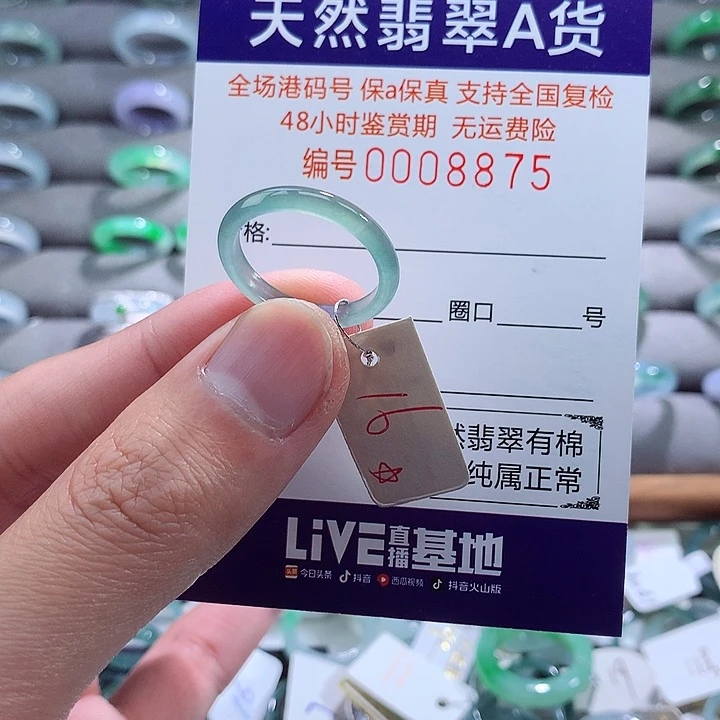 天然翡翠A货
全场港码号 保a保真 支持全国复检
48小时鉴赏期 无运费险
编号0008875
格:
圈口 号
然翡翠有棉
纯属正常
LiVE直播基地
头条 今日头条 抖音 西瓜视频 抖音火山版